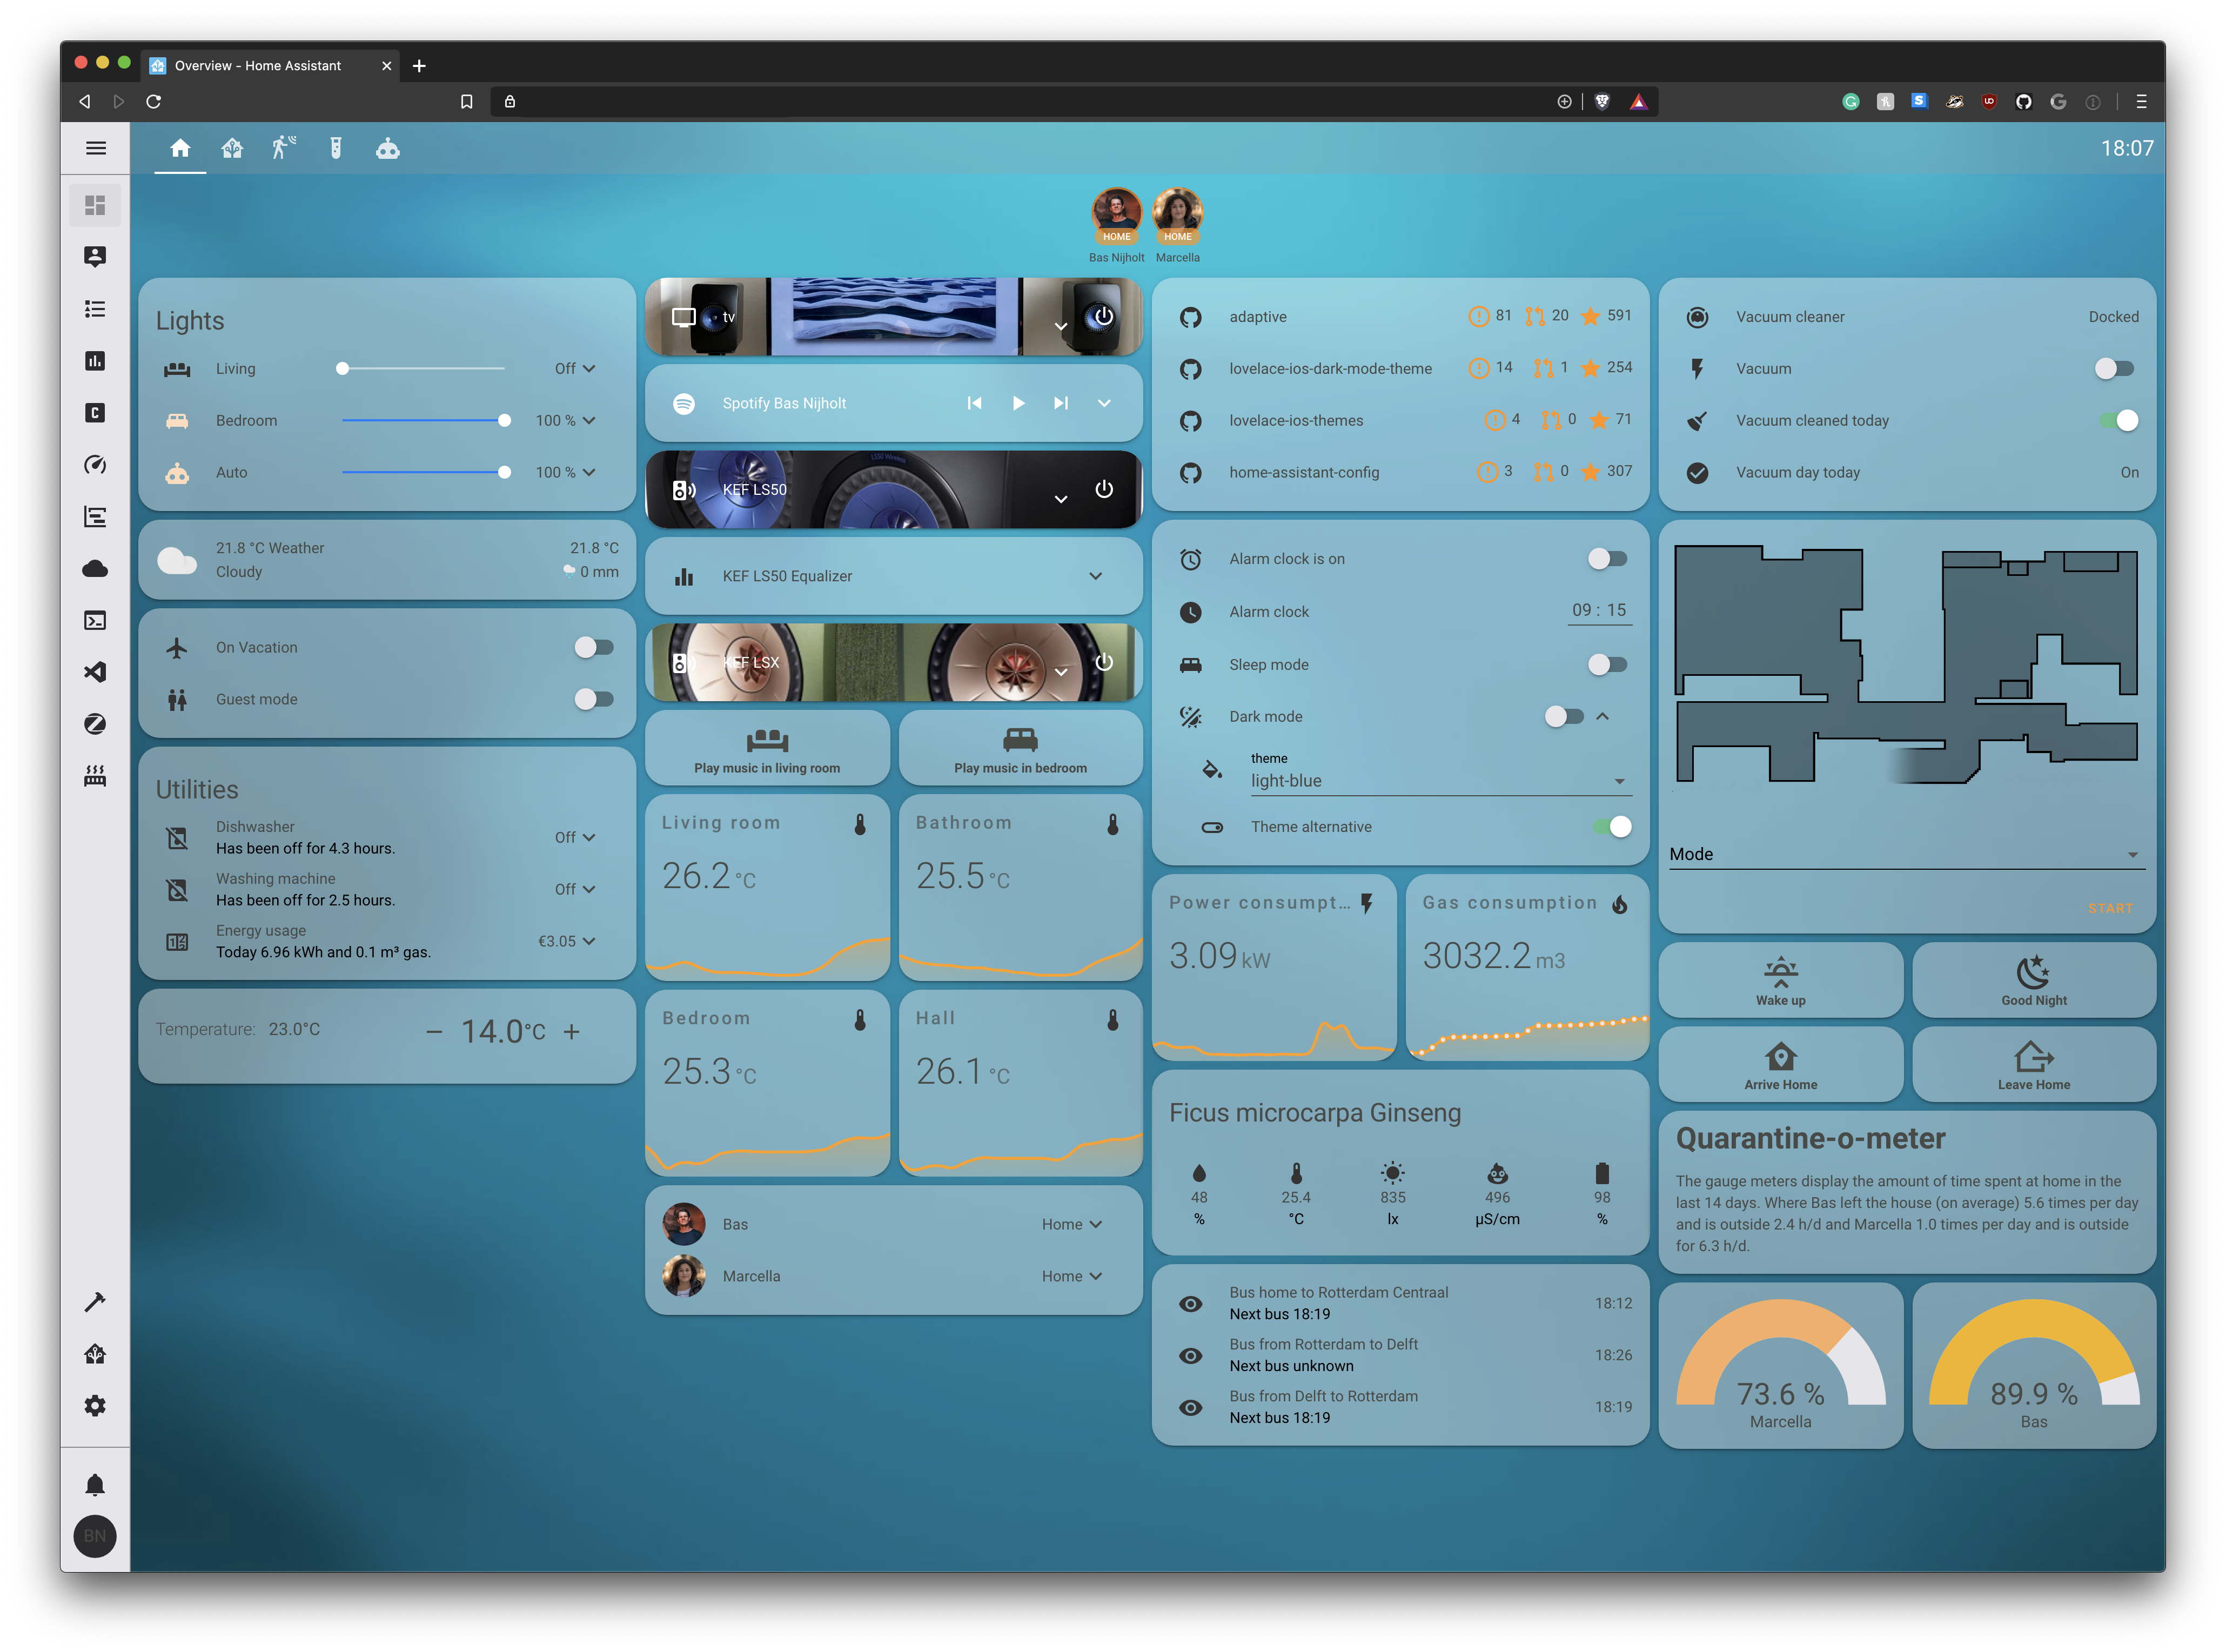 Overview - Home Assistant
18:07
HOME
HOME
Bas Nijholt
Marcella
Lights
Living
Off
Bedroom
100 %
Auto
100 %
21.8 °C Weather
21.8 °C
Cloudy
0 mm
On Vacation
Guest mode
Utilities
Dishwasher
Has been off for 4.3 hours.
Off
Washing machine
Has been off for 2.5 hours.
Off
Energy usage
Today 6.96 kWh and 0.1 m³ gas.
€3.05
Temperature: 23.0°C
14.0°C
tv
Spotify Bas Nijholt
LS50 Wireless
KEF LS50
KEF LS50 Equalizer
KEF LSX
Play music in living room
Play music in bedroom
Living room
26.2 °C
Bathroom
25.5 °C
Bedroom
25.3 °C
Hall
26.1 °C
Bas
Home
Marcella
Home
adaptive
81 20 591
lovelace-ios-dark-mode-theme
14 1 254
lovelace-ios-themes
4 0 71
home-assistant-config
3 0 307
Alarm clock is on
Alarm clock
09 : 15
Sleep mode
Dark mode
theme
light-blue
Theme alternative
Power consumpt...
3.09 kW
Gas consumption
3032.2 m3
Ficus microcarpa Ginseng
48 25.4 835 496 98
% °C lx µS/cm %
Bus home to Rotterdam Centraal
Next bus 18:19
18:12
Bus from Rotterdam to Delft
Next bus unknown
18:26
Bus from Delft to Rotterdam
Next bus 18:19
18:19
Vacuum cleaner
Docked
Vacuum
Vacuum cleaned today
Vacuum day today
On
Mode
START
Wake up
Good Night
Arrive Home
Leave Home
Quarantine-o-meter
The gauge meters display the amount of time spent at home in the
last 14 days. Where Bas left the house (on average) 5.6 times per day
and is outside 2.4 h/d and Marcella 1.0 times per day and is outside
for 6.3 h/d.
73.6 %
Marcella
89.9 %
Bas
BN